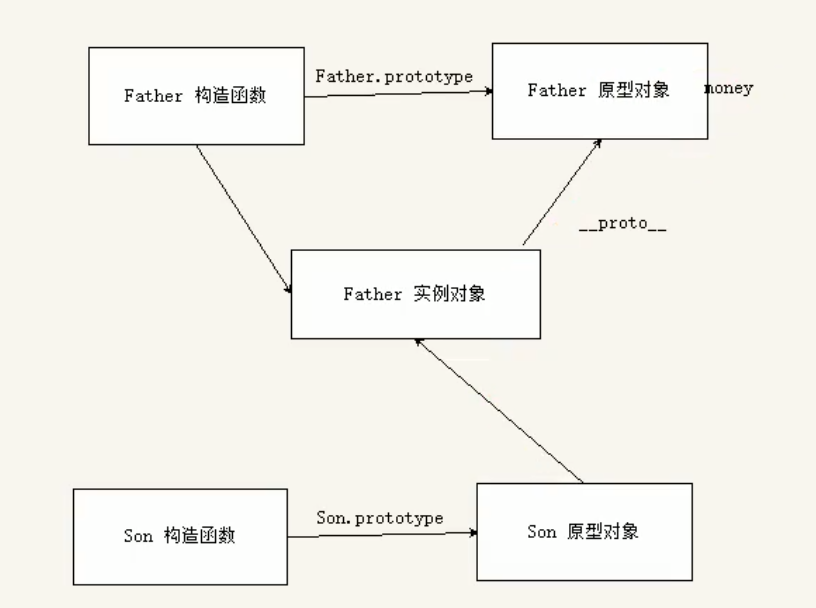 Father.prototype
Father 构造函数
Father 原型对象
money
__proto__
Father 实例对象
Son.prototype
Son 构造函数
Son 原型对象